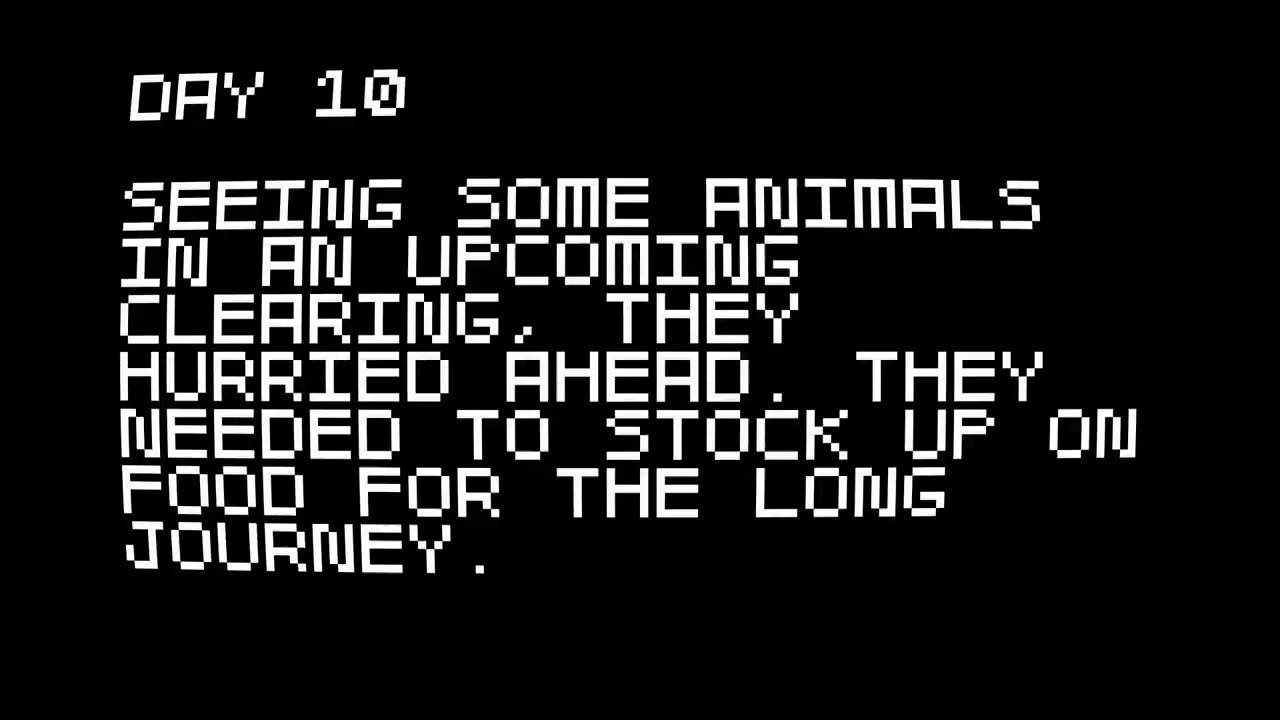 DAY 10
SEEING SOME ANIMALS
IN AN UPCOMING
CLEARING, THEY
HURRIED AHEAD. THEY
NEEDED TO STOCK UP ON
FOOD FOR THE LONG
JOURNEY.